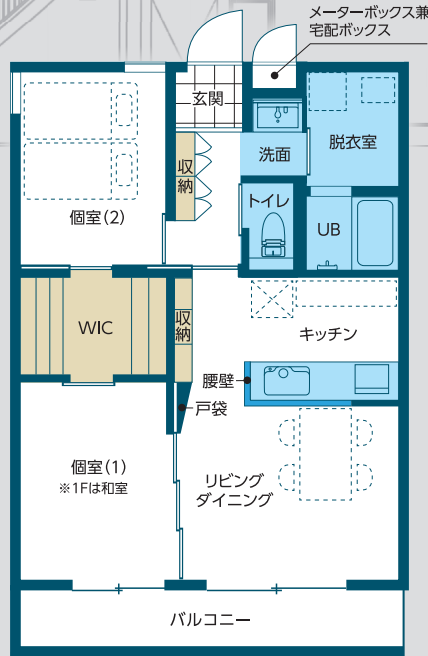 メーターボックス兼
宅配ボックス
玄関
洗面
脱衣室
収納
トイレ
個室(2)
UB
WIC
収納
キッチン
腰壁
戸袋
個室(1)
※1Fは和室
リビング
ダイニング
バルコニー